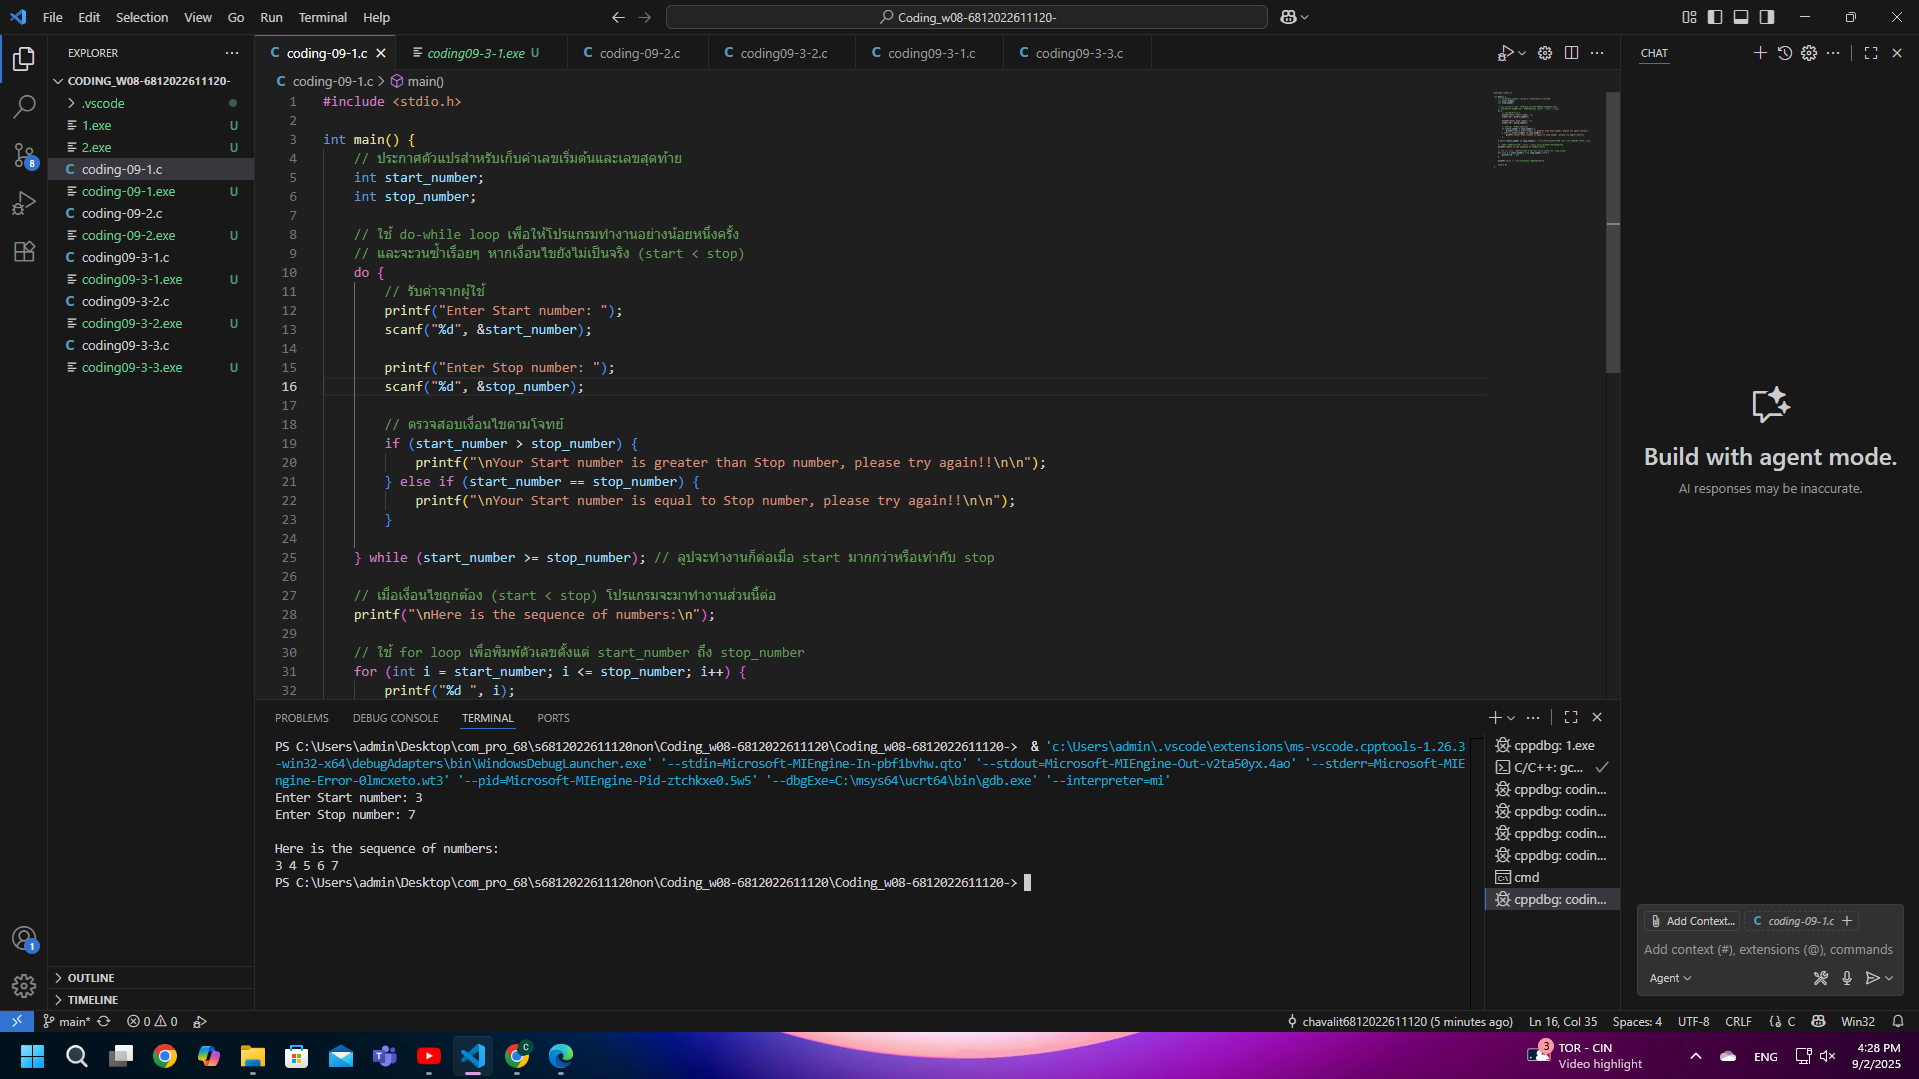 File Edit Selection View Go Run Terminal Help
Coding_w08-6812022611120-
EXPLORER
CODING_W08-6812022611120-
.vscode
1.exe U
2.exe U
coding-09-1.c
coding-09-1.exe U
coding-09-2.c
coding-09-2.exe U
coding09-3-1.c
coding09-3-1.exe U
coding09-3-2.c
coding09-3-2.exe U
coding09-3-3.c
coding09-3-3.exe U
OUTLINE
TIMELINE
8
1
coding-09-1.c
coding09-3-1.exe U
coding-09-2.c
coding09-3-2.c
coding09-3-1.c
coding09-3-3.c
coding-09-1.c > main()
1 #include <stdio.h>
2
3 int main() {
4 // ประกาศตัวแปรสำหรับเก็บค่าเลขเริ่มต้นและเลขสุดท้าย
5 int start_number;
6 int stop_number;
7
8 // ใช้ do-while loop เพื่อให้โปรแกรมทำงานอย่างน้อยหนึ่งครั้ง
9 // และจะวนซ้ำเรื่อยๆ หากเงื่อนไขยังไม่เป็นจริง (start < stop)
10 do {
11 // รับค่าจากผู้ใช้
12 printf("Enter Start number: ");
13 scanf("%d", &start_number);
14
15 printf("Enter Stop number: ");
16 scanf("%d", &stop_number);
17
18 // ตรวจสอบเงื่อนไขตามโจทย์
19 if (start_number > stop_number) {
20 printf("\nYour Start number is greater than Stop number, please try again!!\n\n");
21 } else if (start_number == stop_number) {
22 printf("\nYour Start number is equal to Stop number, please try again!!\n\n");
23 }
24
25 } while (start_number >= stop_number); // ลูปจะทำงานก็ต่อเมื่อ start มากกว่าหรือเท่ากับ stop
26
27 // เมื่อเงื่อนไขถูกต้อง (start < stop) โปรแกรมจะมาทำงานส่วนนี้ต่อ
28 printf("\nHere is the sequence of numbers:\n");
29
30 // ใช้ for loop เพื่อพิมพ์ตัวเลขตั้งแต่ start_number ถึง stop_number
31 for (int i = start_number; i <= stop_number; i++) {
32 printf("%d ", i);
PROBLEMS DEBUG CONSOLE TERMINAL PORTS
PS C:\Users\admin\Desktop\com_pro_68\s6812022611120non\Coding_w08-6812022611120\Coding_w08-6812022611120-> & 'c:\Users\admin\.vscode\extensions\ms-vscode.cpptools-1.26.3
-win32-x64\debugAdapters\bin\WindowsDebugLauncher.exe' '--stdin=Microsoft-MIEngine-In-pbf1bvhw.qto' '--stdout=Microsoft-MIEngine-Out-v2ta50yx.4ao' '--stderr=Microsoft-MIE
ngine-Error-0lmcxeto.wt3' '--pid=Microsoft-MIEngine-Pid-ztchkxe0.5w5' '--dbgExe=C:\msys64\ucrt64\bin\gdb.exe' '--interpreter=mi'
Enter Start number: 3
Enter Stop number: 7
Here is the sequence of numbers:
3 4 5 6 7
PS C:\Users\admin\Desktop\com_pro_68\s6812022611120non\Coding_w08-6812022611120\Coding_w08-6812022611120->
cppdbg: 1.exe
C/C++: gc...
cppdbg: codin...
cppdbg: codin...
cppdbg: codin...
cppdbg: codin...
cmd
cppdbg: codin...
CHAT
Build with agent mode.
AI responses may be inaccurate.
Add Context...
coding-09-1.c
Add context (#), extensions (@), commands
Agent
main* 0 0
chavalit6812022611120 (5 minutes ago) Ln 16, Col 35 Spaces: 4 UTF-8 CRLF C Win32
3
TOR - CIN
Video highlight
ENG
4:28 PM
9/2/2025